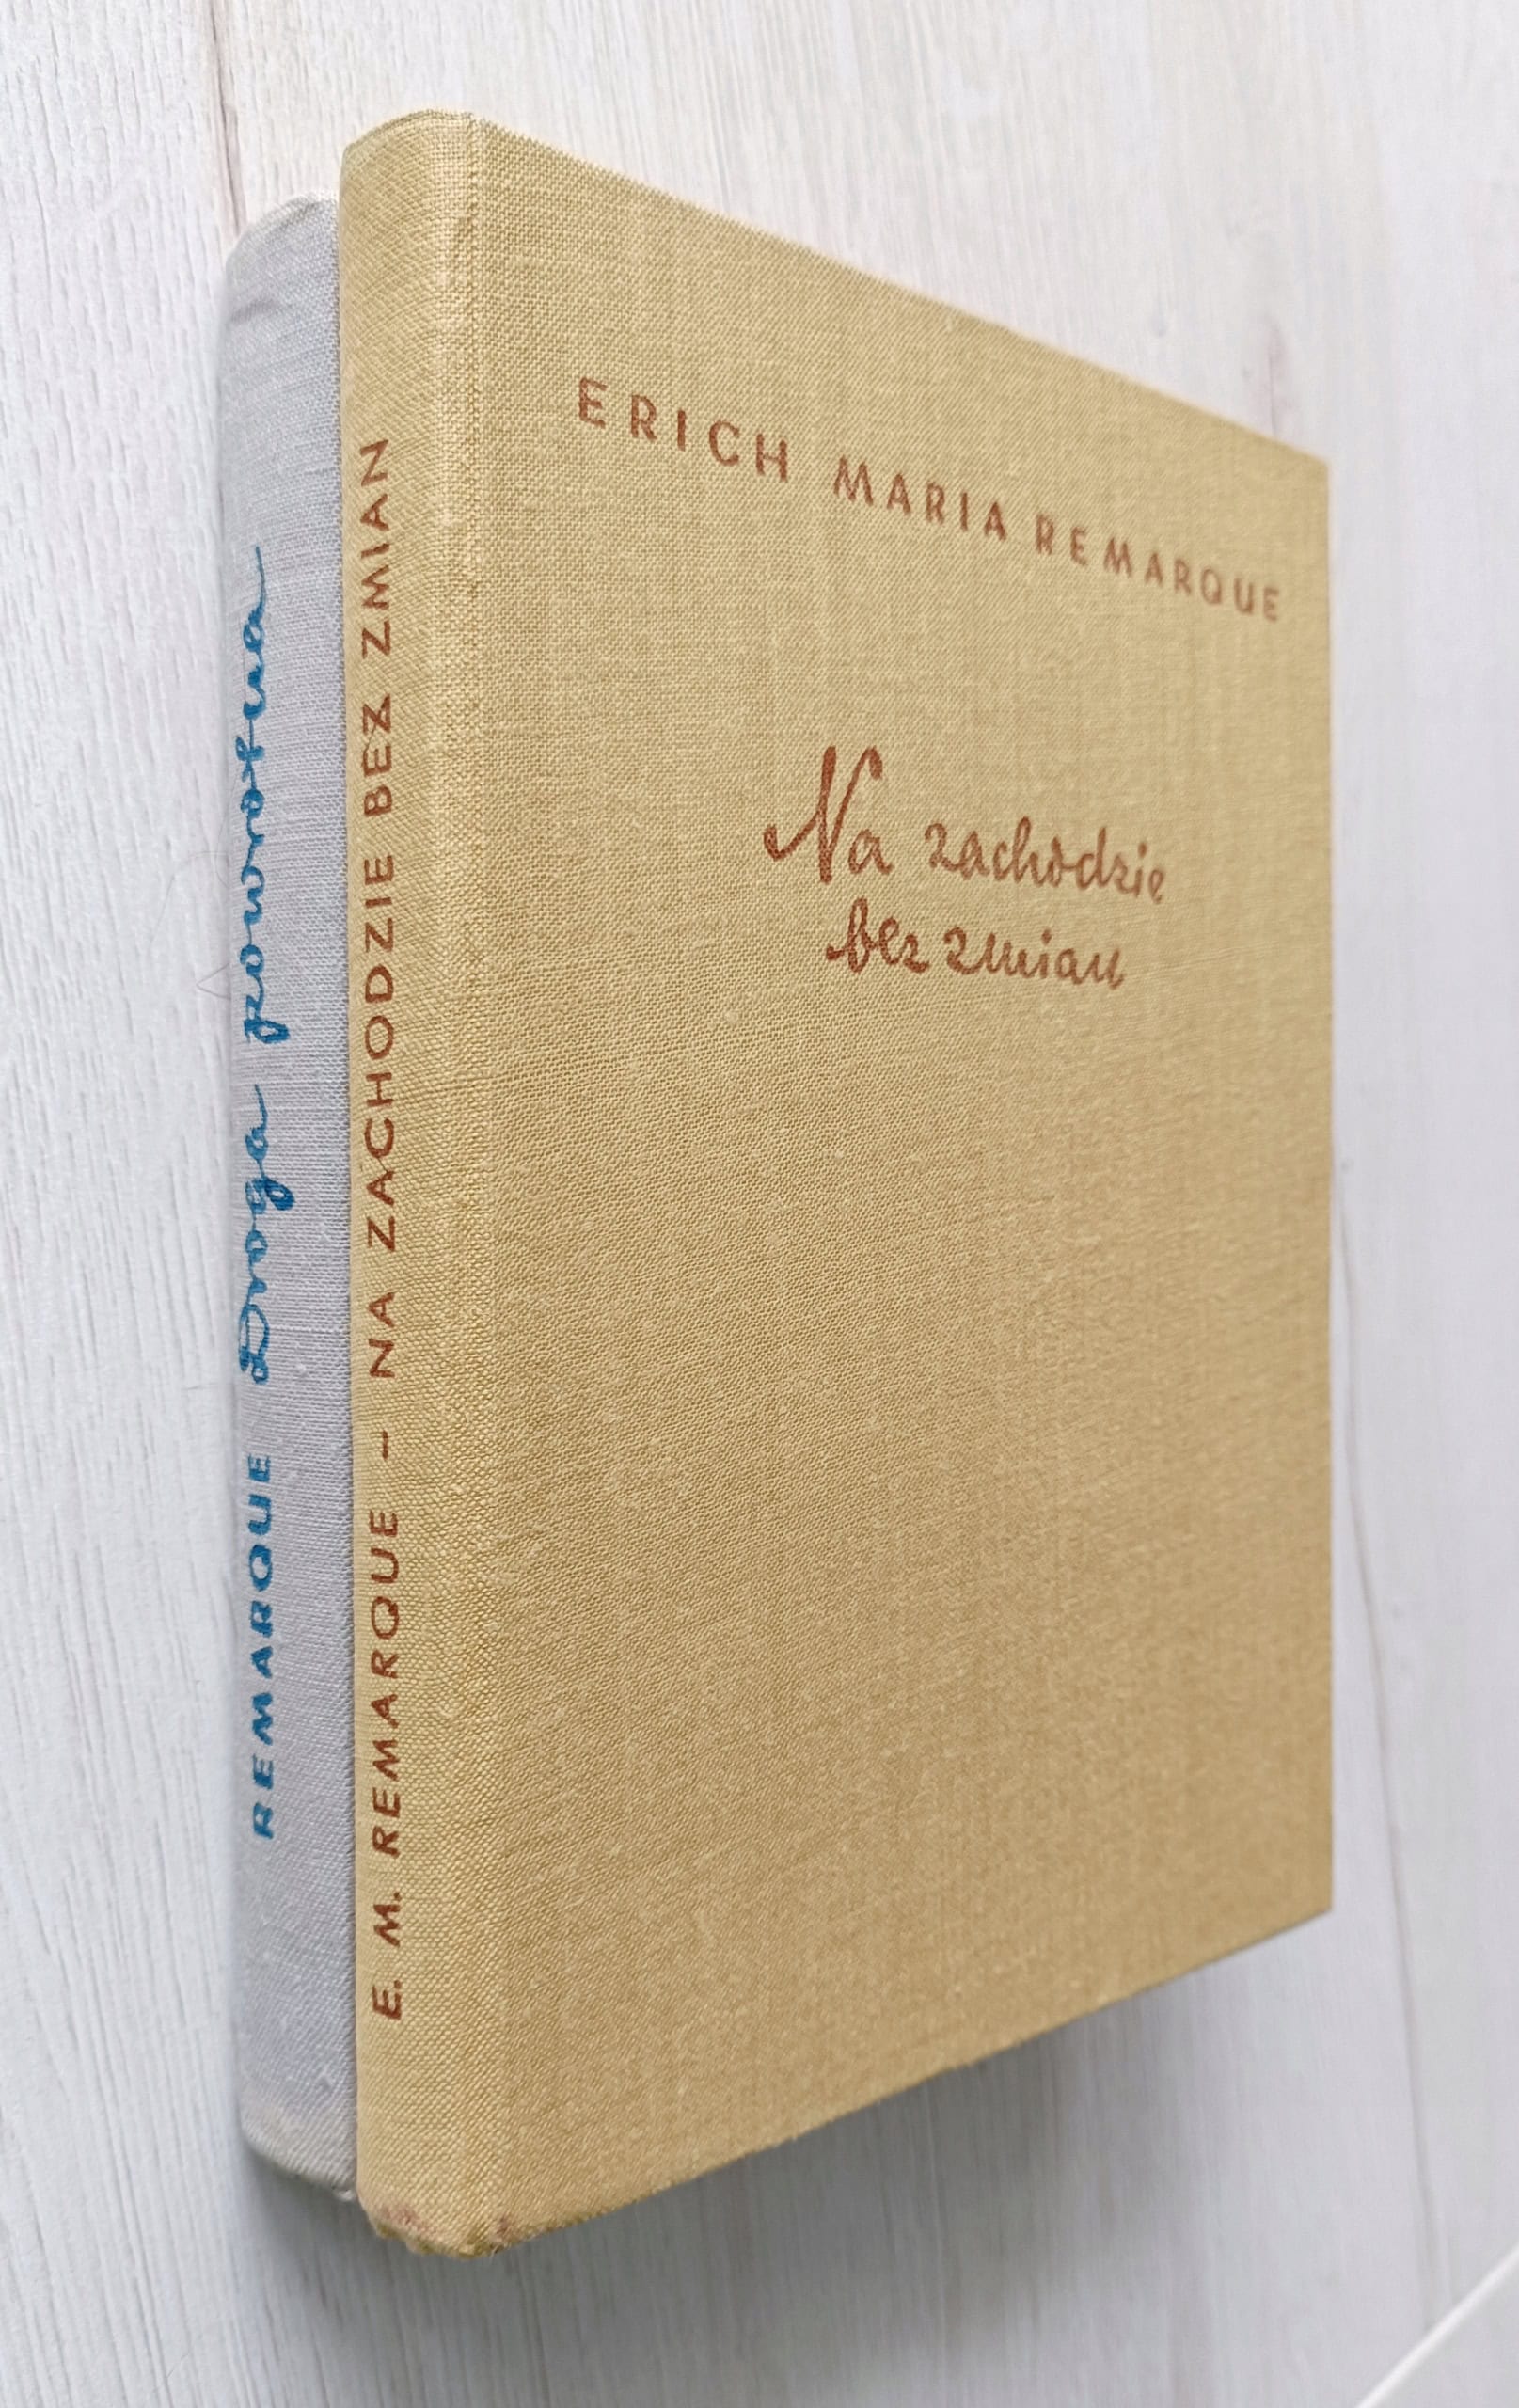 REMARQUE Droga powrotna
E. M. REMARQUE - NA ZACHODZIE BEZ ZMIAN
ERICH MARIA REMARQUE
Na zachodzie
bez zmian